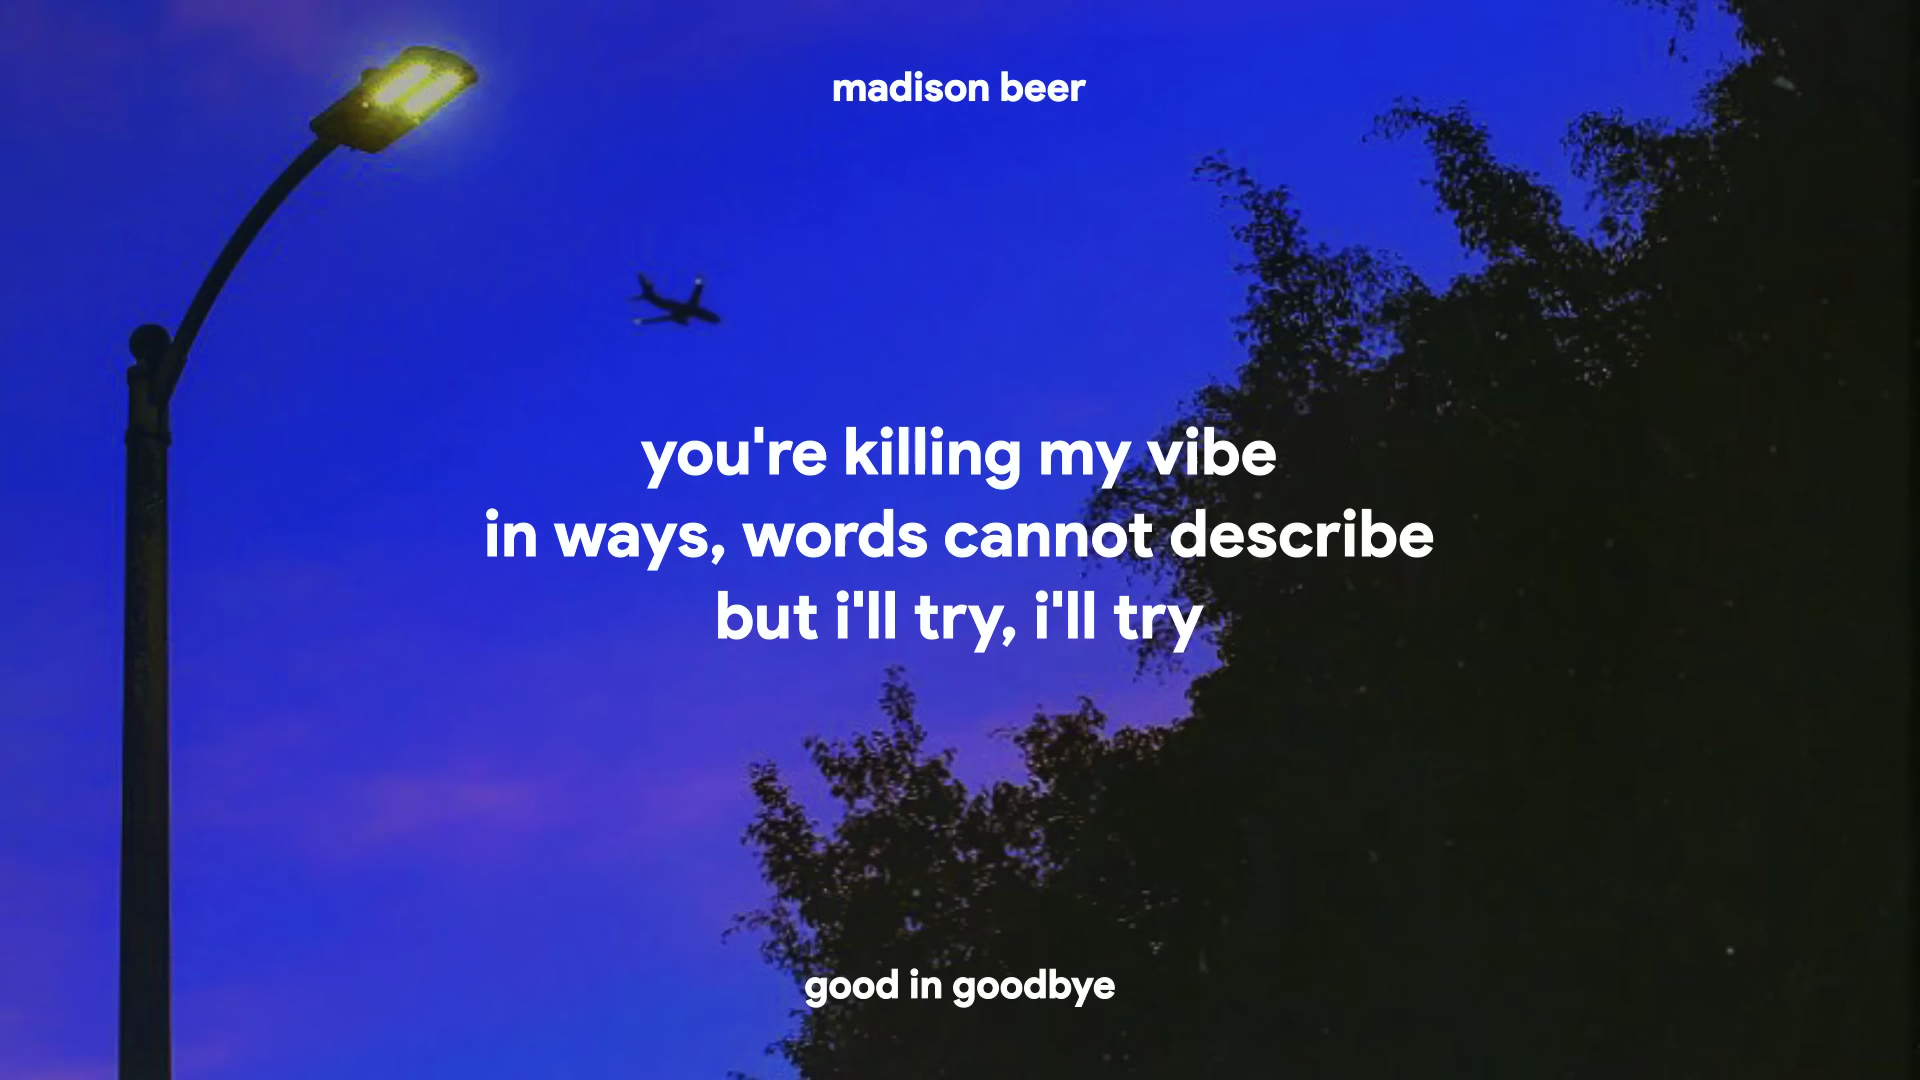 madison beer
you're killing my vibe
in ways, words cannot describe
but i'll try, i'll try
good in goodbye